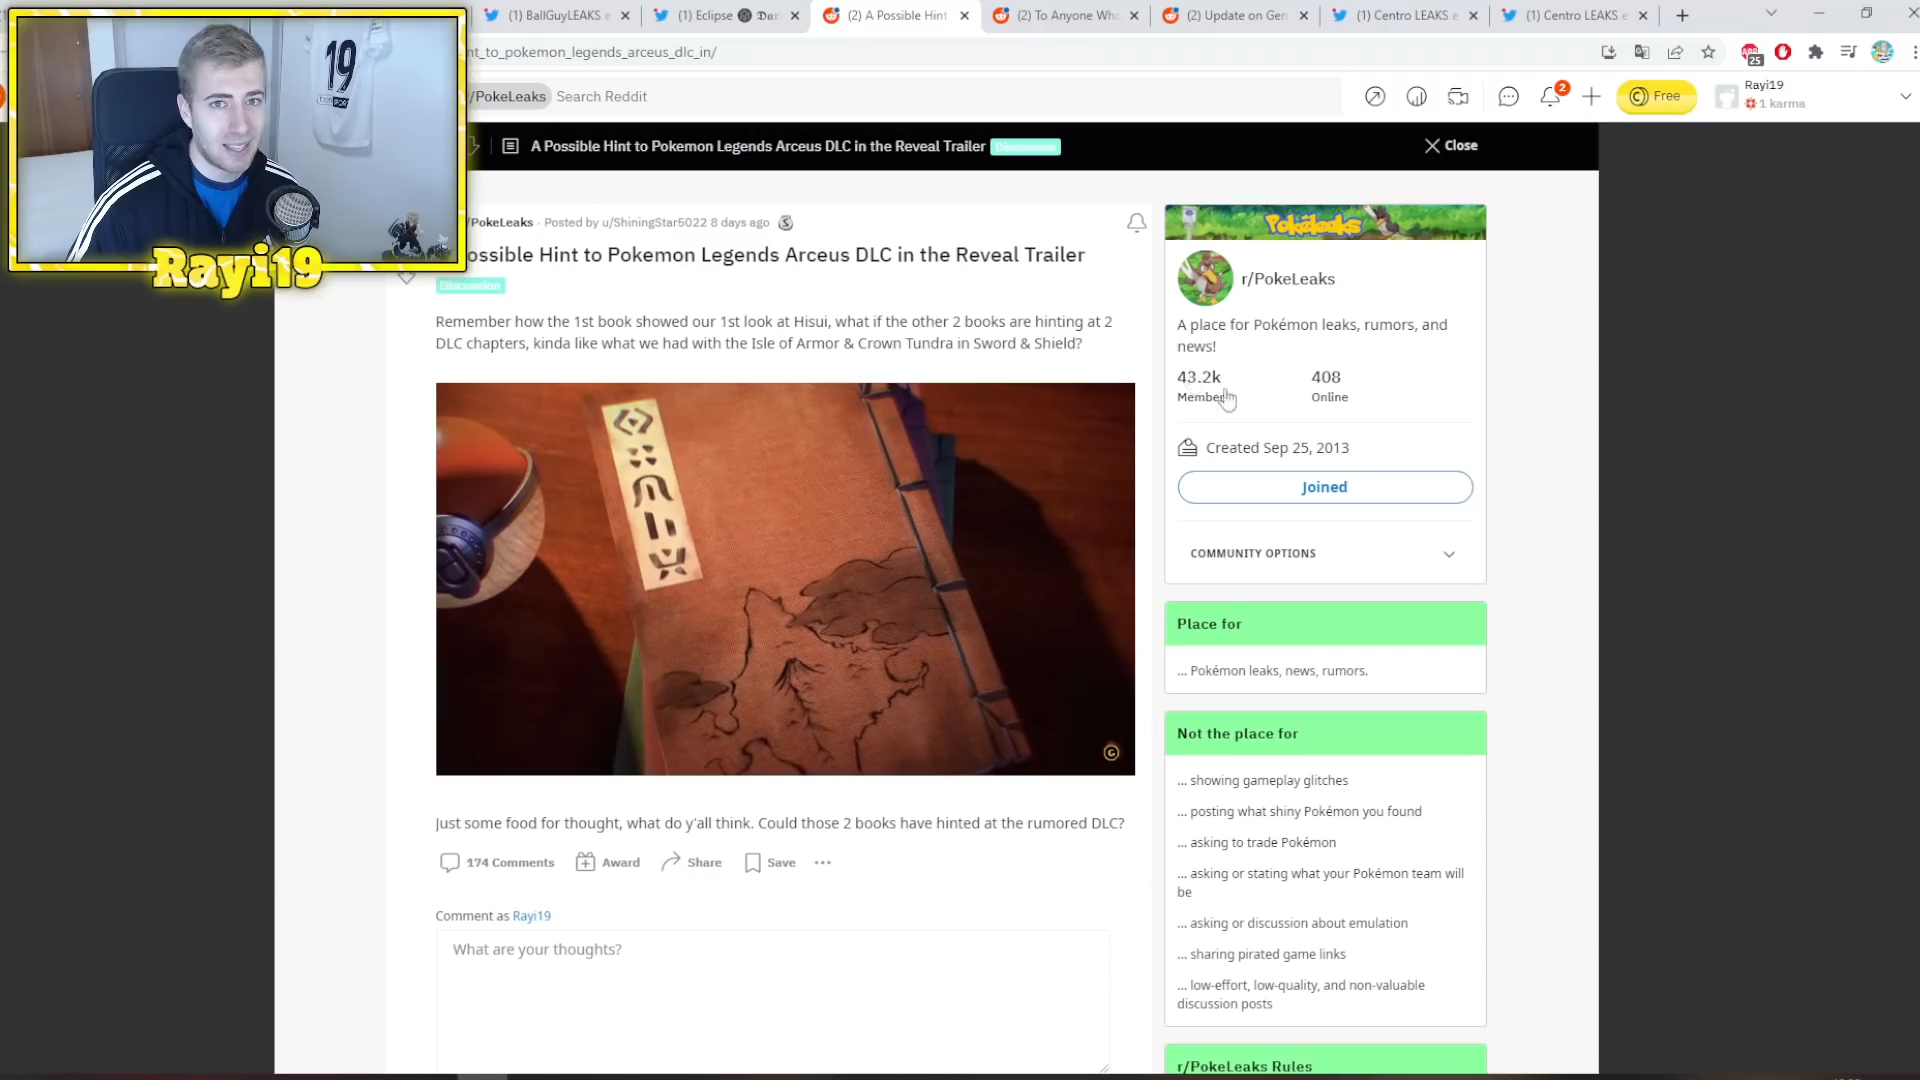 (1) BallGuyLEAKS e
(1) Eclipse
(2) A Possible Hint
(2) To Anyone Who
(2) Update on Gen
(1) Centro LEAKS e
(1) Centro LEAKS e
nt_to_pokemon_legends_arceus_dlc_in/
25
/PokeLeaks Search Reddit
2
Free
Rayi19
1 karma
A Possible Hint to Pokemon Legends Arceus DLC in the Reveal Trailer Discussion
Close
19
Rayi19
/PokeLeaks · Posted by u/ShiningStar5022 8 days ago
ossible Hint to Pokemon Legends Arceus DLC in the Reveal Trailer
Discussion
Remember how the 1st book showed our 1st look at Hisui, what if the other 2 books are hinting at 2
DLC chapters, kinda like what we had with the Isle of Armor & Crown Tundra in Sword & Shield?
G
Just some food for thought, what do y'all think. Could those 2 books have hinted at the rumored DLC?
174 Comments Award Share Save ...
Comment as Rayi19
What are your thoughts?
PokéLeaks
r/PokeLeaks
A place for Pokémon leaks, rumors, and
news!
43.2k 408
Member Online
Created Sep 25, 2013
Joined
COMMUNITY OPTIONS
Place for
... Pokémon leaks, news, rumors.
Not the place for
... showing gameplay glitches
... posting what shiny Pokémon you found
... asking to trade Pokémon
... asking or stating what your Pokémon team will
be
... asking or discussion about emulation
... sharing pirated game links
... low-effort, low-quality, and non-valuable
discussion posts
r/PokeLeaks Rules